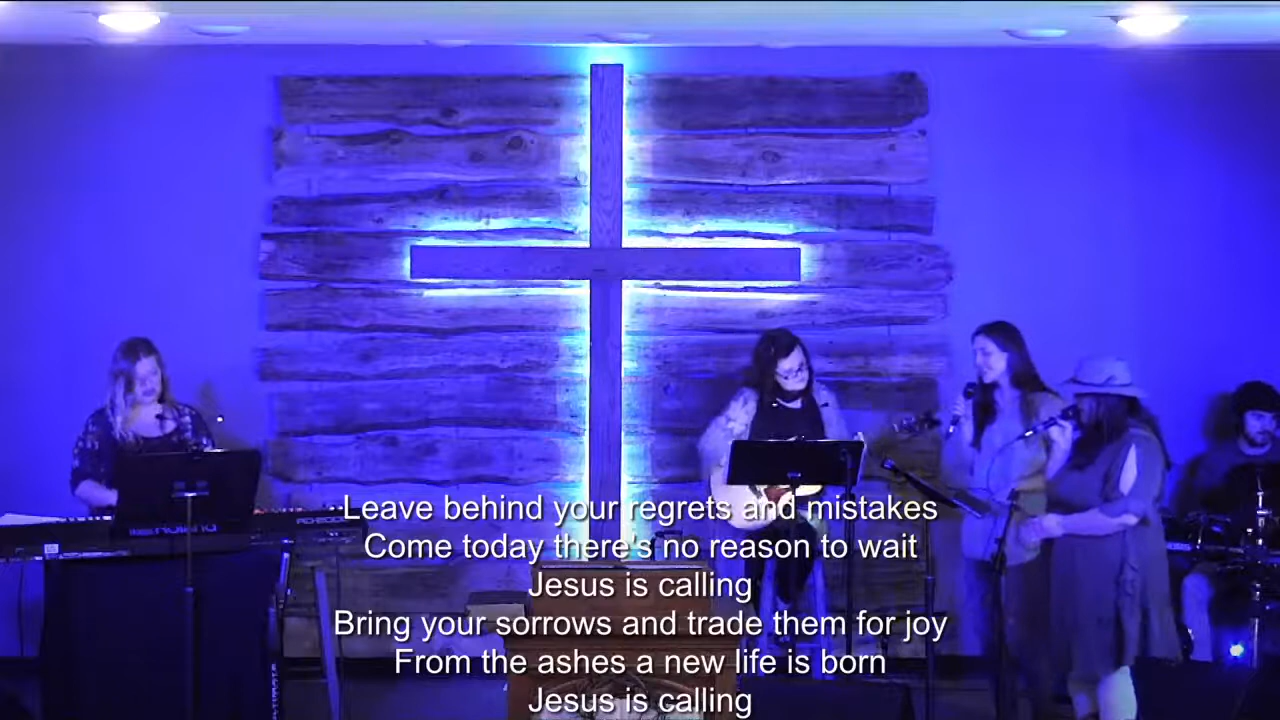 Leave behind your regrets and mistakes
Come today there's no reason to wait
Jesus is calling
Bring your sorrows and trade them for joy
From the ashes a new life is born
Jesus is calling